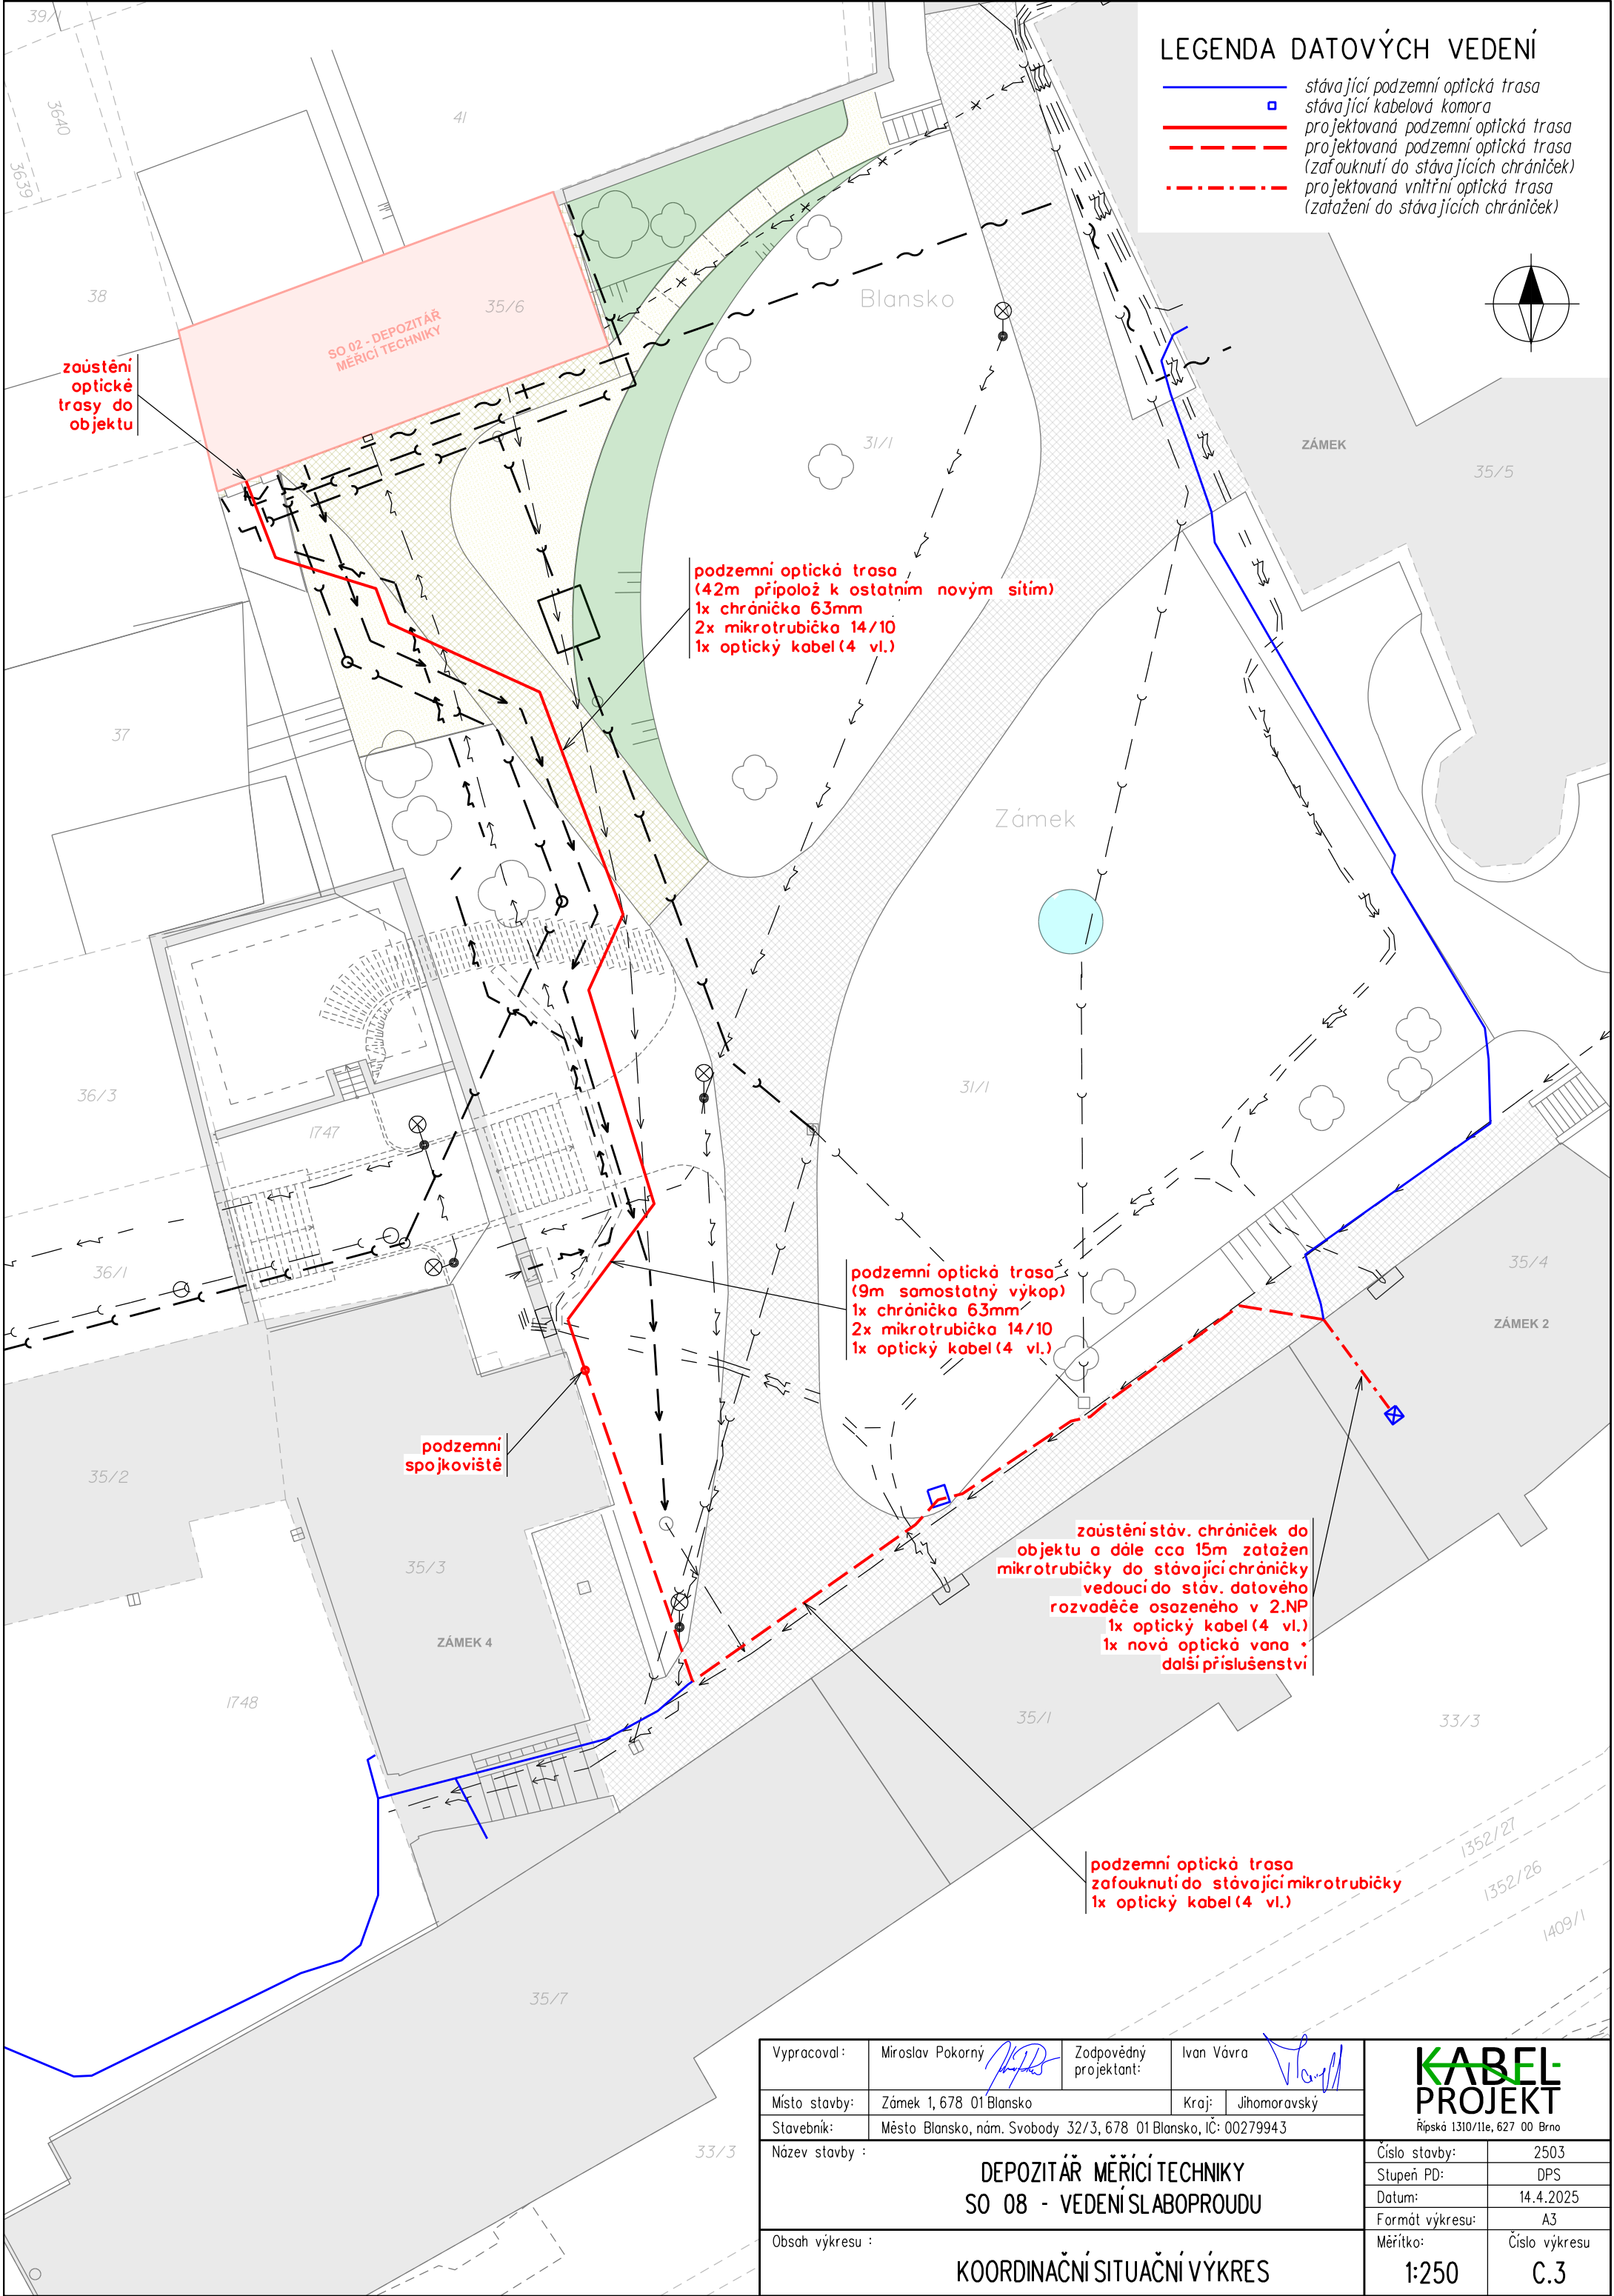 LEGENDA DATOVÝCH VEDENÍ
stávající podzemní optická trasa
stávající kabelová komora
projektovaná podzemní optická trasa
projektovaná podzemní optická trasa
(zafouknutí do stávajících chrániček)
projektovaná vnitřní optická trasa
(zatažení do stávajících chrániček)
39/1
3640
3639
41
38
35/6
SO 02 - DEPOZITÁŘ
MĚŘICÍ TECHNIKY
Blansko
31/1
ZÁMEK
35/5
zaústění
optické
trasy do
objektu
podzemní optická trasa
(42m přípolož k ostatním novým sítím)
1x chránička 63mm
2x mikrotrubička 14/10
1x optický kabel (4 vl.)
37
Zámek
31/1
36/3
1747
36/1
podzemní optická trasa
(9m samostatný výkop)
1x chránička 63mm
2x mikrotrubička 14/10
1x optický kabel (4 vl.)
35/4
ZÁMEK 2
podzemní
spojkoviště
35/2
35/3
ZÁMEK 4
zaústění stáv. chrániček do
objektu a dále cca 15m zatažen
mikrotrubičky do stávající chráničky
vedoucí do stáv. datového
rozvaděče osazeného v 2.NP
1x optický kabel (4 vl.)
1x nová optická vana +
další příslušenství
1748
35/1
33/3
podzemní optická trasa
zafouknutí do stávající mikrotrubičky
1x optický kabel (4 vl.)
1352/27
1352/26
1409/1
35/7
33/3
Vypracoval: Miroslav Pokorný Zodpovědný projektant: Ivan Vávra
KABEL
PROJEKT
Řípská 1310/11e, 627 00 Brno
Místo stavby: Zámek 1, 678 01 Blansko Kraj: Jihomoravský
Stavebník: Město Blansko, nám. Svobody 32/3, 678 01 Blansko, IČ: 00279943
Název stavby :
DEPOZITÁŘ MĚŘÍCÍ TECHNIKY
SO 08 - VEDENÍ SLABOPROUDU
Číslo stavby: 2503
Stupeň PD: DPS
Datum: 14.4.2025
Formát výkresu: A3
Obsah výkresu :
KOORDINAČNÍ SITUAČNÍ VÝKRES
Měřítko: Číslo výkresu
1:250 C.3